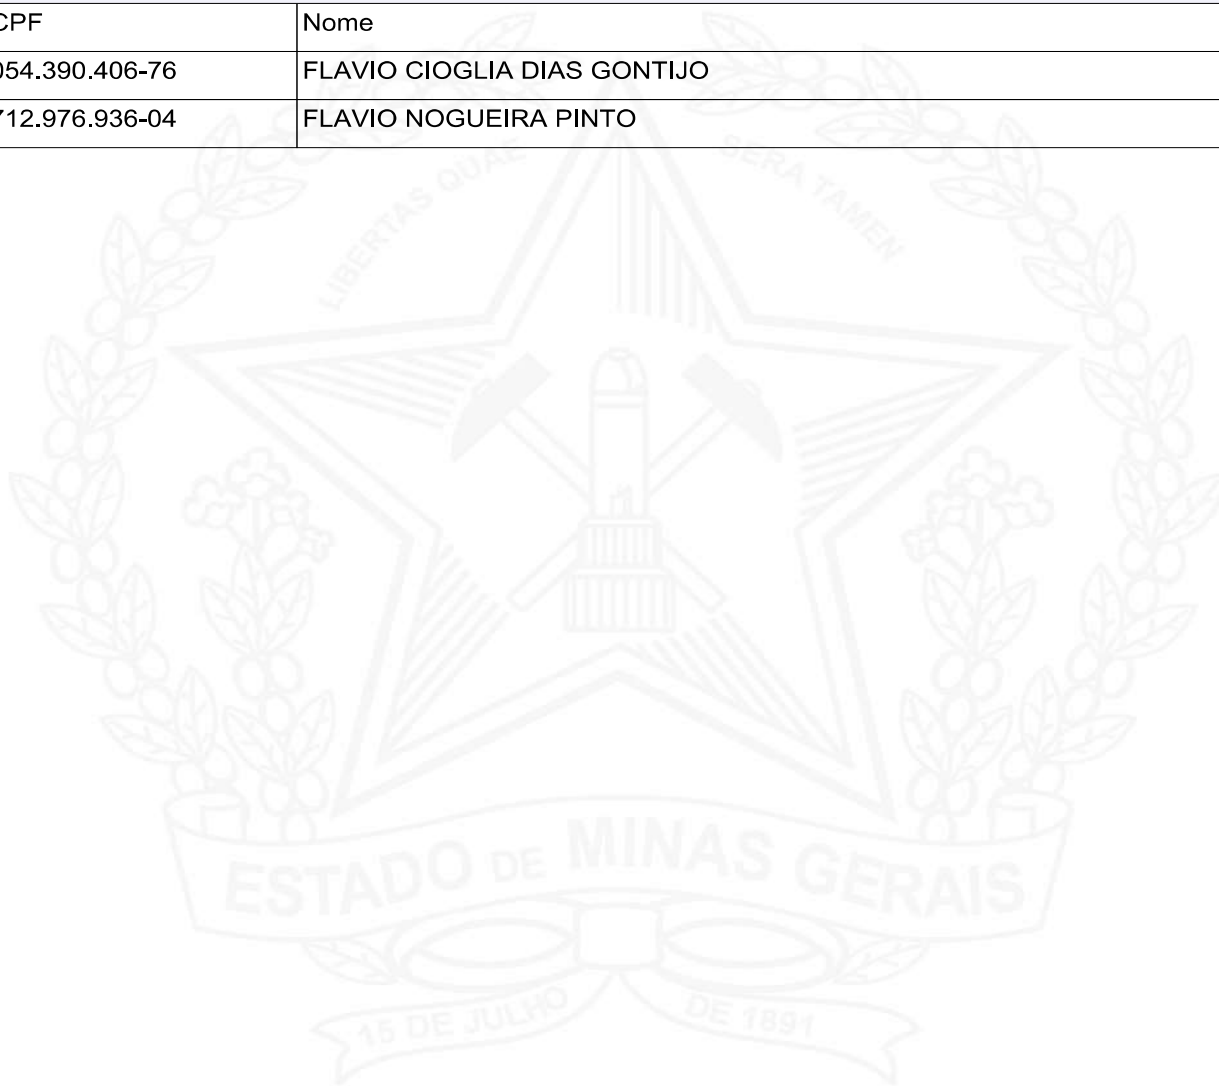 CPF Nome
054.390.406-76 FLAVIO CIOGLIA DIAS GONTIJO
712.976.936-04 FLAVIO NOGUEIRA PINTO
LIBERTAS QUAE SERA TAMEN
ESTADO DE MINAS GERAIS
15 DE JULHO DE 1891